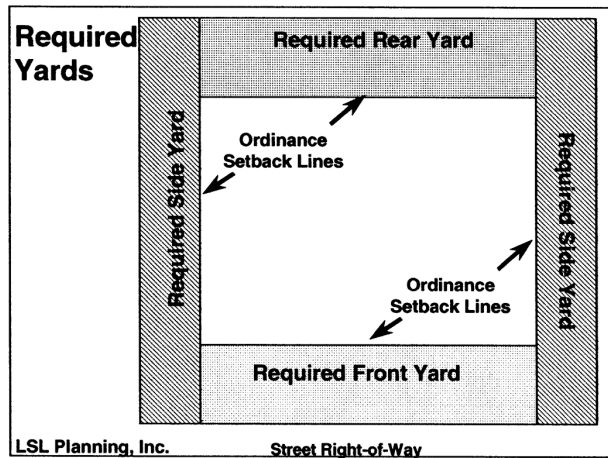 Required
Yards
Required Rear Yard
Required Side Yard
Ordinance
Setback Lines
Required Side Yard
Ordinance
Setback Lines
Required Front Yard
LSL Planning, Inc.
Street Right-of-Way